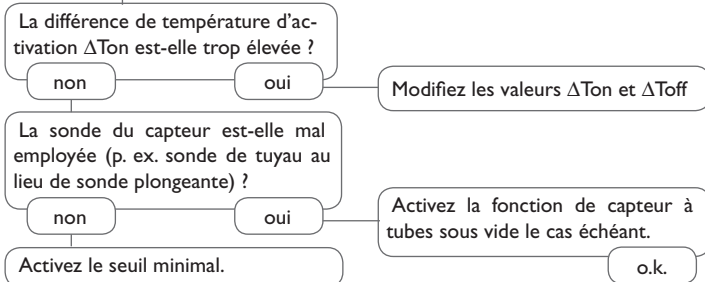 La différence de température d'ac-
tivation ΔTon est-elle trop élevée ?
non
oui
Modifiez les valeurs ΔTon et ΔToff
La sonde du capteur est-elle mal
employée (p. ex. sonde de tuyau au
lieu de sonde plongeante) ?
non
oui
Activez la fonction de capteur à
tubes sous vide le cas échéant.
o.k.
Activez le seuil minimal.